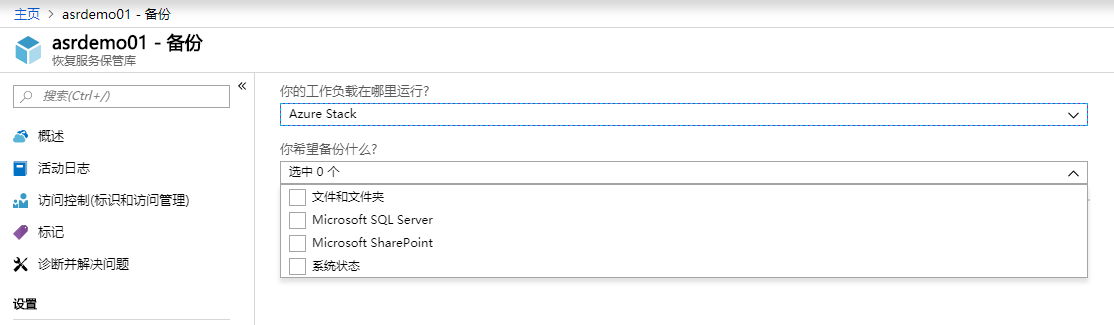 主页 > asrdemo01 - 备份
asrdemo01 - 备份
恢复服务保管库
搜索(Ctrl+/)
«
概述
活动日志
访问控制(标识和访问管理)
标记
诊断并解决问题
设置
你的工作负载在哪里运行?
Azure Stack
你希望备份什么?
选中 0 个
文件和文件夹
Microsoft SQL Server
Microsoft SharePoint
系统状态